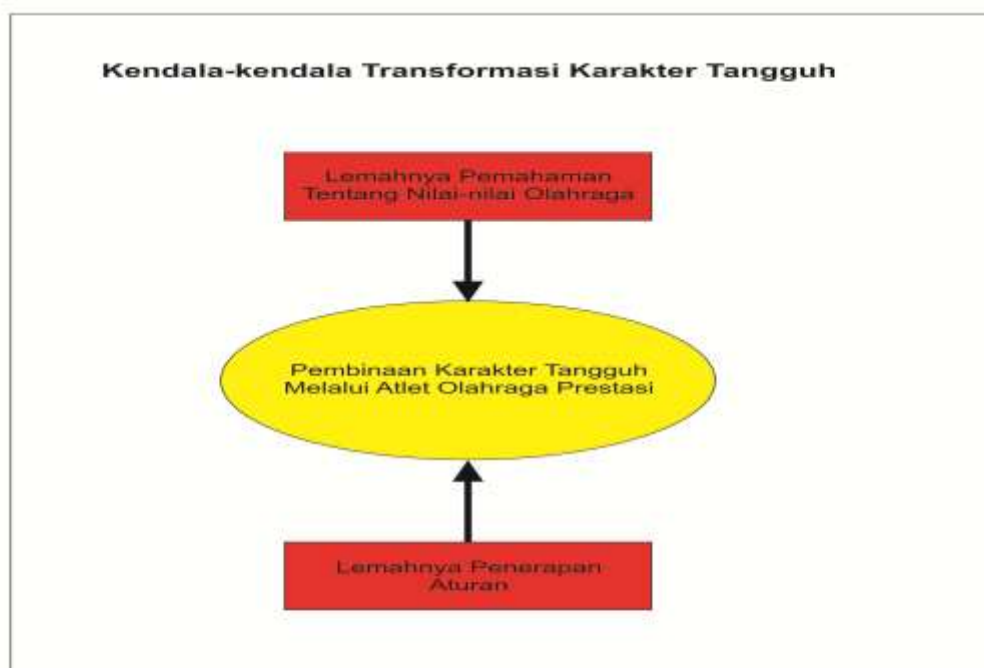 Kendala-kendala Transformasi Karakter Tangguh
Lemahnya Pemahaman
Tentang Nilai-nilai Olahraga
Pembinaan Karakter Tangguh
Melalui Atlet Olahraga Prestasi
Lemahnya Penerapan
Aturan